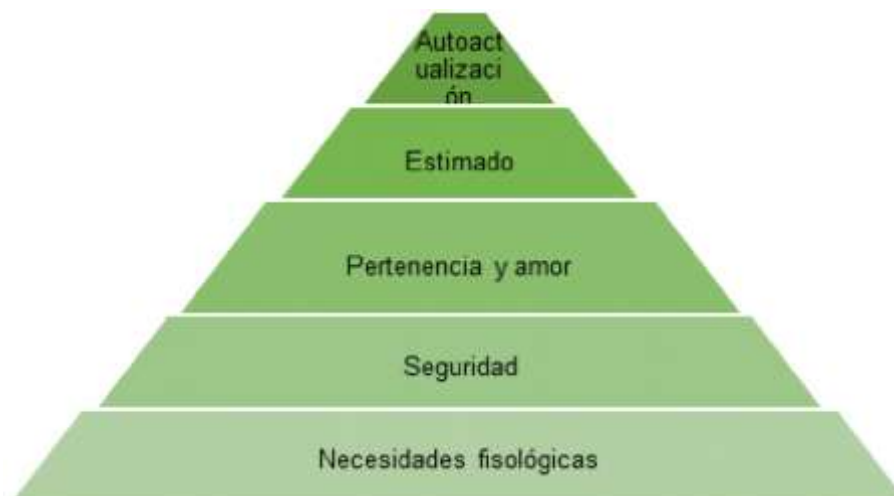 Autoact
ualizaci
ón
Estimado
Pertenencia y amor
Seguridad
Necesidades fisológicas